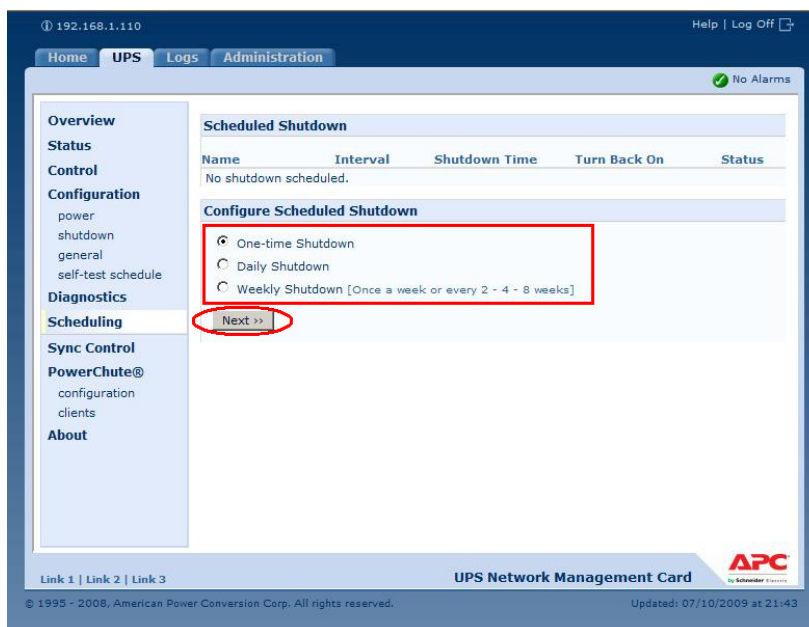 192.168.1.110
Help | Log Off
Home UPS Logs Administration
No Alarms
Overview
Status
Control
Configuration
power
shutdown
general
self-test schedule
Diagnostics
Scheduling
Sync Control
PowerChute®
configuration
clients
About
Scheduled Shutdown
Name Interval Shutdown Time Turn Back On Status
No shutdown scheduled.
Configure Scheduled Shutdown
One-time Shutdown
Daily Shutdown
Weekly Shutdown [Once a week or every 2 - 4 - 8 weeks]
Next >>
Link 1 | Link 2 | Link 3
UPS Network Management Card
APC
by Schneider Electric
© 1995 - 2008, American Power Conversion Corp. All rights reserved.
Updated: 07/10/2009 at 21:43